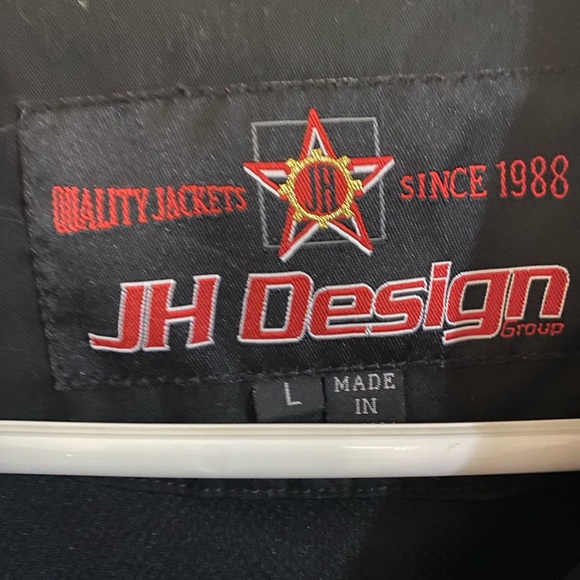 QUALITY JACKETS
JH
SINCE 1988
JH Design
Group
L
MADE
IN